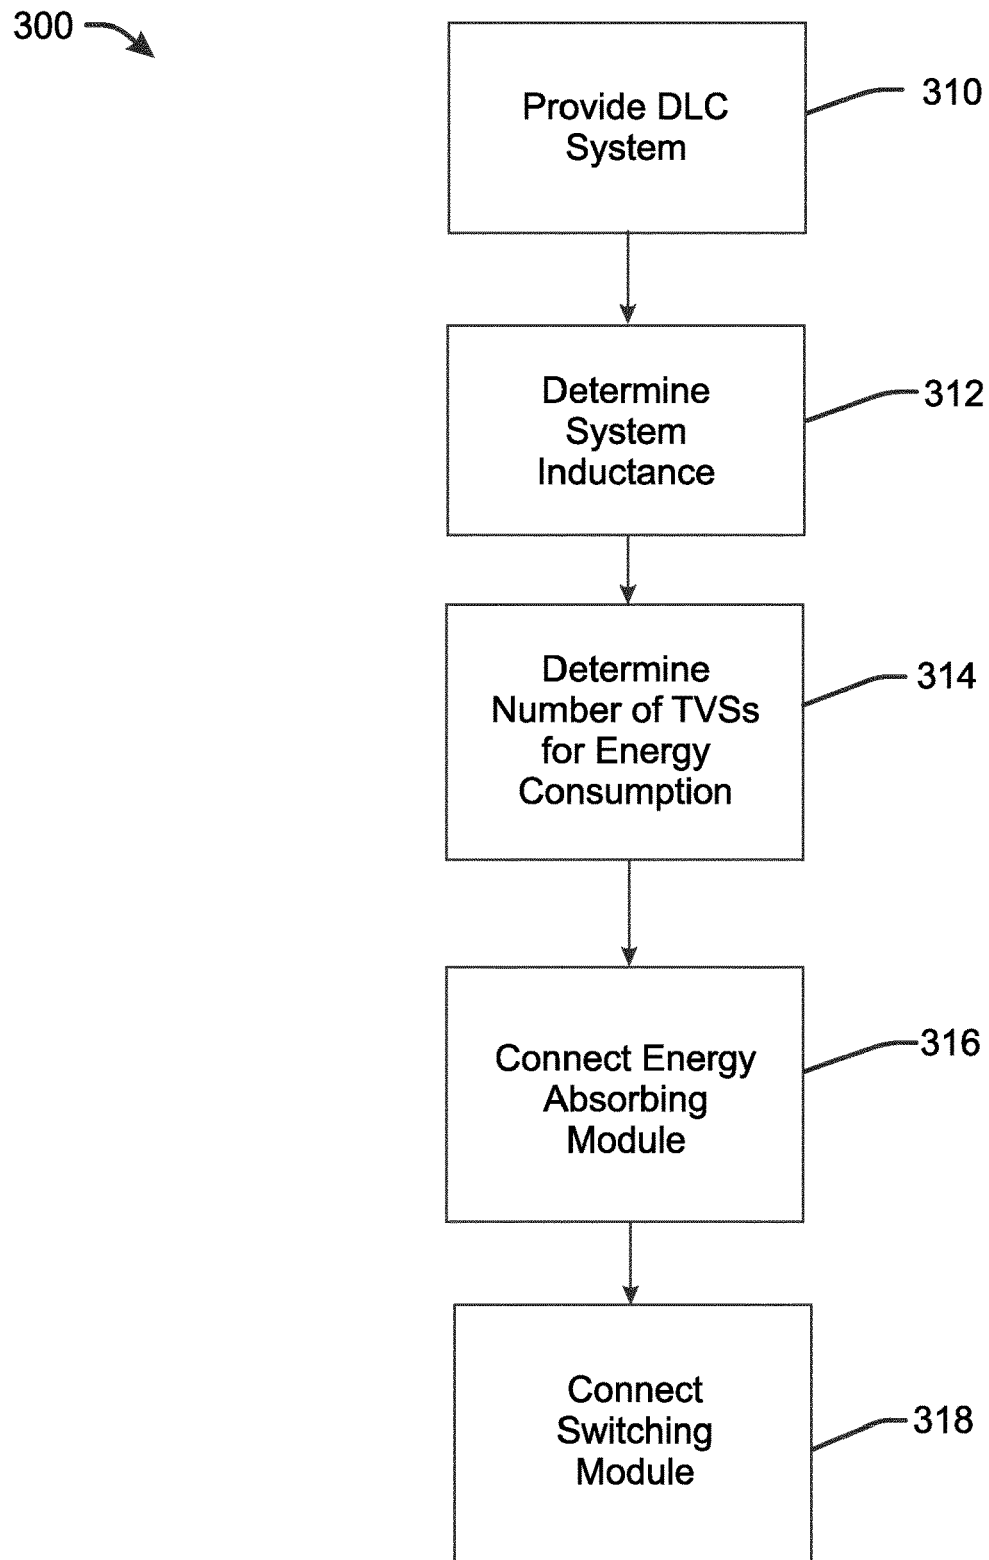 300
Provide DLC
System
310
Determine
System
Inductance
312
Determine
Number of TVSs
for Energy
Consumption
314
Connect Energy
Absorbing
Module
316
Connect
Switching
Module
318